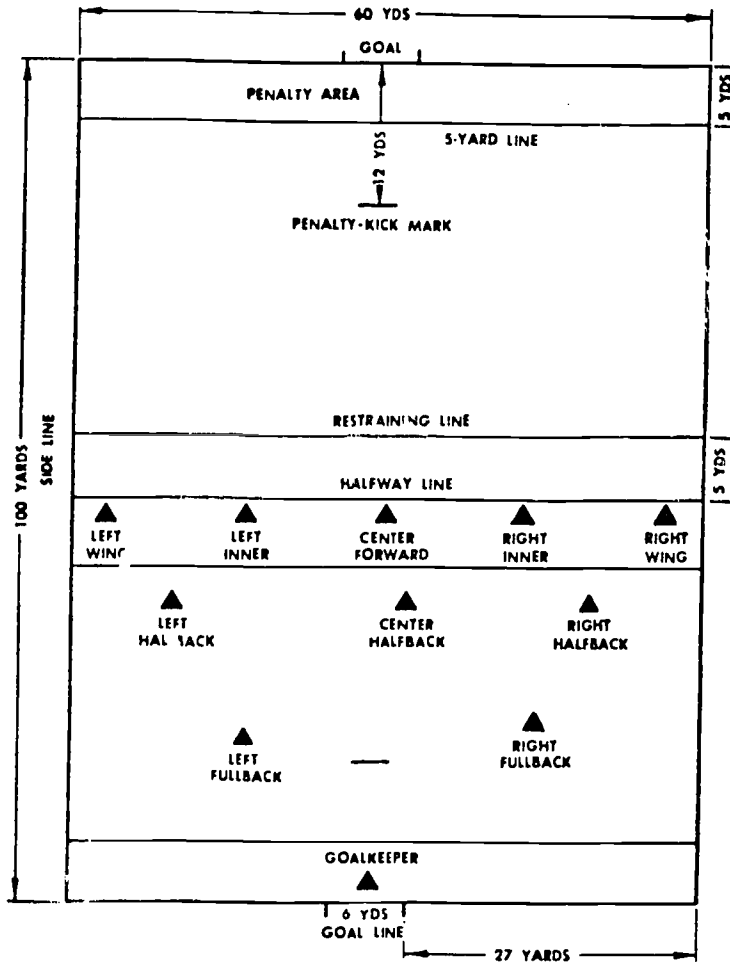 60 YDS
GOAL
PENALTY AREA
5 YDS
5-YARD LINE
12 YDS
PENALTY-KICK MARK
100 YARDS
SIDE LINE
RESTRAINING LINE
HALFWAY LINE
5 YDS
LEFT WING
LEFT INNER
CENTER FORWARD
RIGHT INNER
RIGHT WING
LEFT
CENTER HALFBACK
RIGHT HALFBACK
LEFT FULLBACK
RIGHT FULLBACK
GOALKEEPER
6 YDS
GOAL LINE
27 YARDS